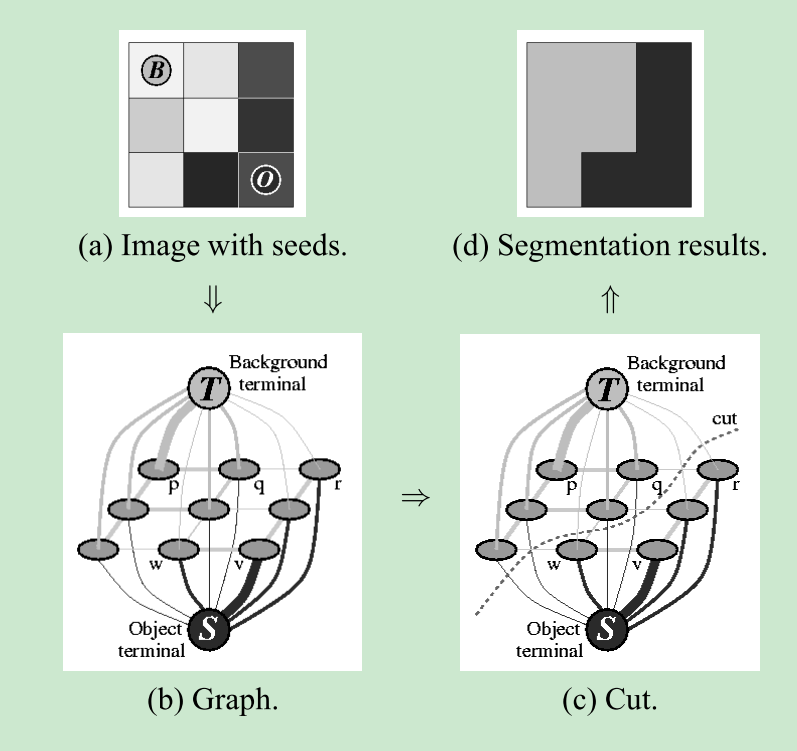 B
O
(a) Image with seeds.
(d) Segmentation results.
⇓
⇑
Background
terminal
T
p
q
r
w
v
Object
terminal
S
(b) Graph.
⇒
Background
terminal
T
cut
p
q
r
w
v
Object
terminal
S
(c) Cut.